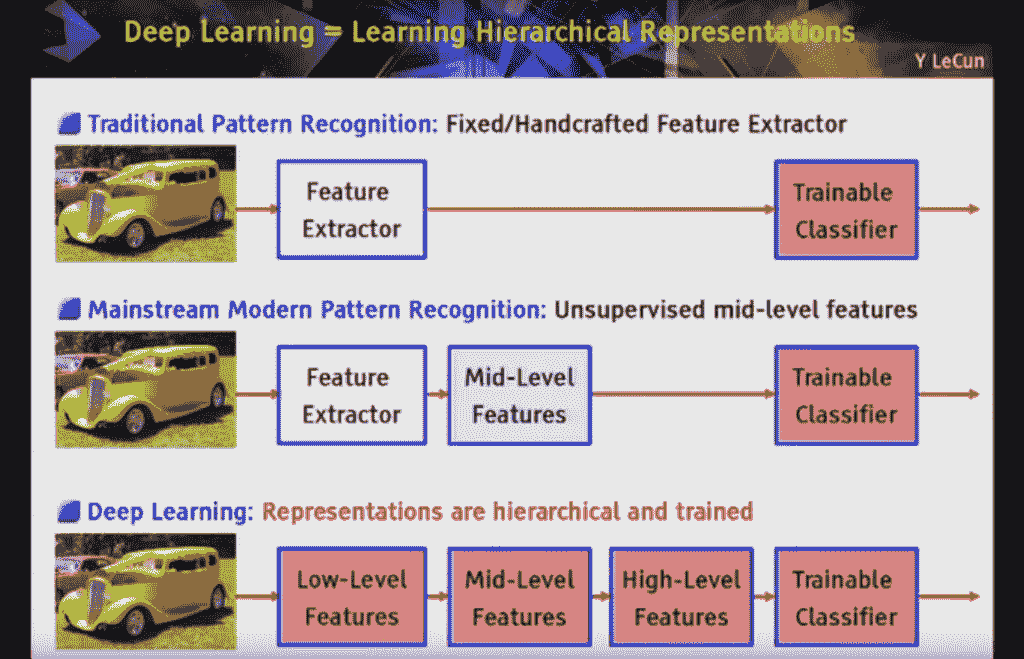 Deep Learning = Learning Hierarchical Representations
Y LeCun
Traditional Pattern Recognition: Fixed/Handcrafted Feature Extractor
Feature
Extractor
Trainable
Classifier
Mainstream Modern Pattern Recognition: Unsupervised mid-level features
Feature
Extractor
Mid-Level
Features
Trainable
Classifier
Deep Learning: Representations are hierarchical and trained
Low-Level
Features
Mid-Level
Features
High-Level
Features
Trainable
Classifier